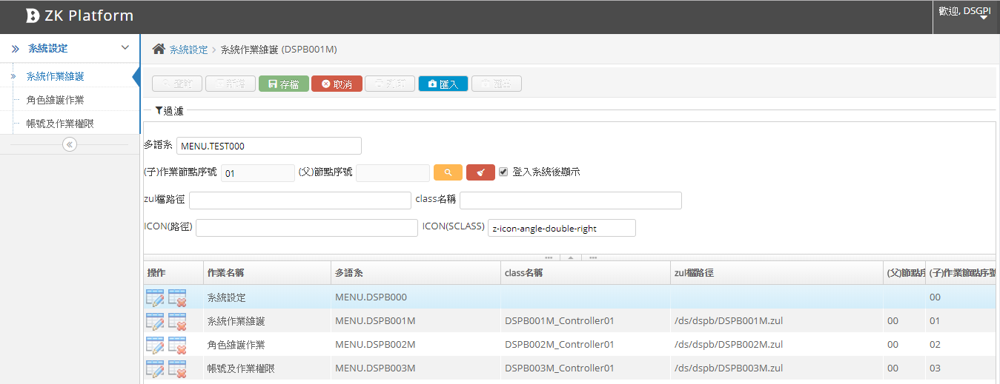 ZK Platform
歡迎, DSGPI
系統設定
系統設定 > 系統作業維護 (DSPB001M)
系統作業維護
角色維護作業
帳號及作業權限
查詢 新增 存檔 取消 列印 匯入 匯出
過濾
多語系 MENU.TEST000
(子)作業節點序號 01 (父)節點序號 登入系統後顯示
zul檔路徑 class名稱
ICON(路徑) ICON(SCLASS) z-icon-angle-double-right
操作 作業名稱 多語系 class名稱 zul檔路徑 (父)節點序 (子)作業節點序號
系統設定 MENU.DSPB000 00
系統作業維護 MENU.DSPB001M DSPB001M_Controller01 /ds/dspb/DSPB001M.zul 00 01
角色維護作業 MENU.DSPB002M DSPB002M_Controller01 /ds/dspb/DSPB002M.zul 00 02
帳號及作業權限 MENU.DSPB003M DSPB003M_Controller01 /ds/dspb/DSPB003M.zul 00 03